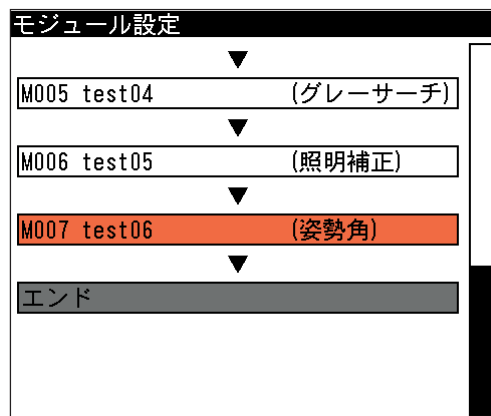 モジュール設定
▼
M005 test04 (グレーサーチ)
▼
M006 test05 (照明補正)
▼
M007 test06 (姿勢角)
▼
エンド